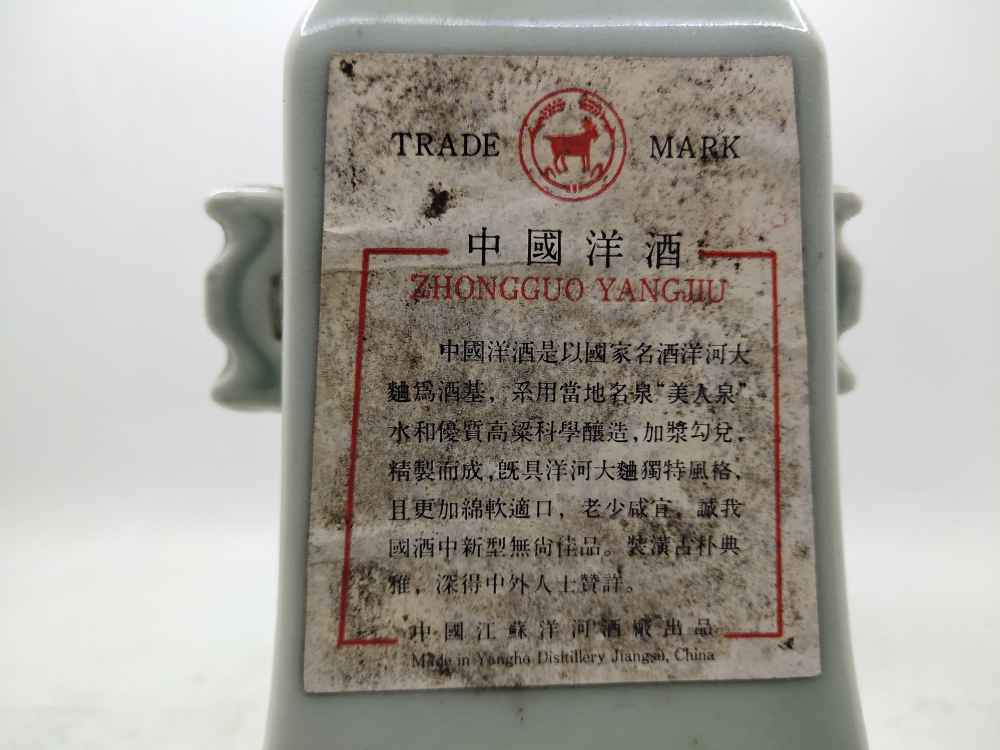 TRADE MARK
中國洋酒
ZHONGGUO YANGJIU
中國洋酒是以國家名酒洋河大
麯爲酒基，系用當地名泉“美人泉”
水和優質高粱科學釀造，加漿勾兌，
精製而成，既具洋河大麯獨特風格，
且更加綿軟適口，老少咸宜，誠我
國酒中新型無尚佳品。裝潢古朴典
雅，深得中外人士贊許。
中國江蘇洋河酒廠出品
Made in Yanghe Disitillery Jiangsu, China